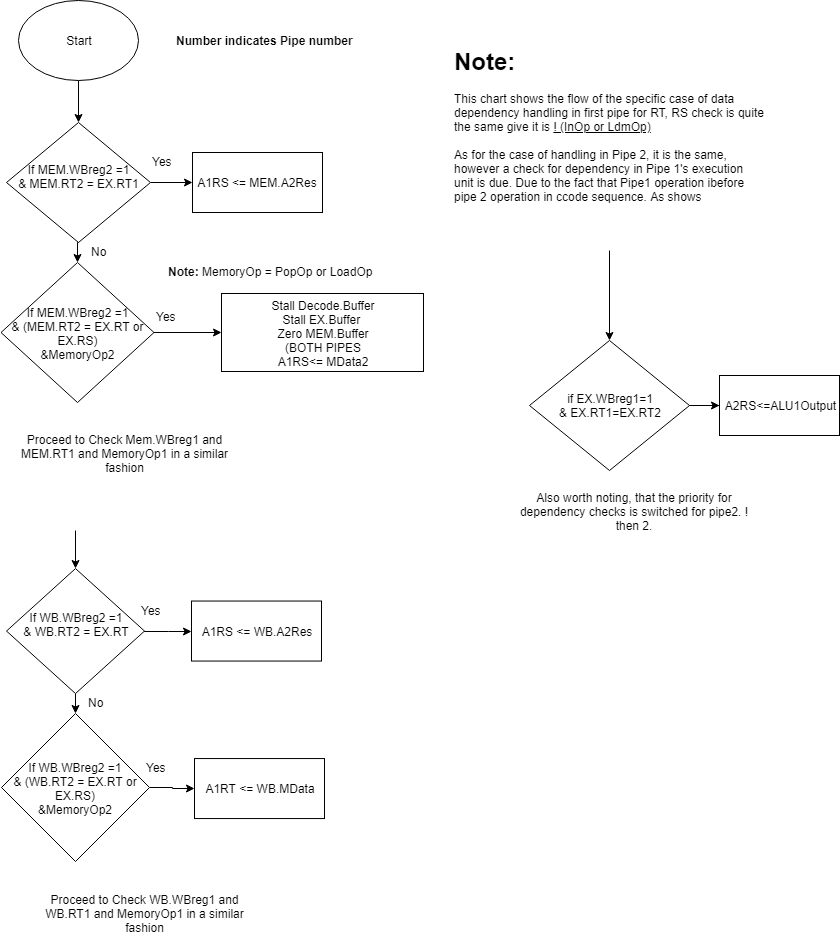 Start
Number indicates Pipe number
If MEM.WBreg2 =1
& MEM.RT2 = EX.RT1
Yes
A1RS <= MEM.A2Res
No
Note: MemoryOp = PopOp or LoadOp
If MEM.WBreg2 =1
& (MEM.RT2 = EX.RT or
EX.RS)
&MemoryOp2
Yes
Stall Decode.Buffer
Stall EX.Buffer
Zero MEM.Buffer
(BOTH PIPES
A1RS<= MData2
Proceed to Check Mem.WBreg1 and
MEM.RT1 and MemoryOp1 in a similar
fashion
If WB.WBreg2 =1
& WB.RT2 = EX.RT
Yes
A1RS <= WB.A2Res
No
If WB.WBreg2 =1
& (WB.RT2 = EX.RT or
EX.RS)
&MemoryOp2
Yes
A1RT <= WB.MData
Proceed to Check WB.WBreg1 and
WB.RT1 and MemoryOp1 in a similar
fashion
Note:
This chart shows the flow of the specific case of data
dependency handling in first pipe for RT, RS check is quite
the same give it is ! (InOp or LdmOp)
As for the case of handling in Pipe 2, it is the same,
however a check for dependency in Pipe 1's execution
unit is due. Due to the fact that Pipe1 operation ibefore
pipe 2 operation in ccode sequence. As shows
if EX.WBreg1=1
& EX.RT1=EX.RT2
A2RS<=ALU1Output
Also worth noting, that the priority for
dependency checks is switched for pipe2. !
then 2.